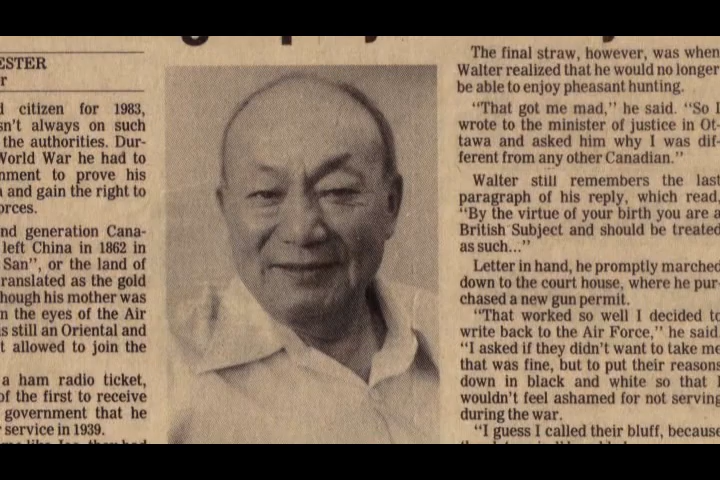 ESTER
r
d citizen for 1983,
sn't always on such
the authorities. Dur-
World War he had to
nment to prove his
a and gain the right to
orces.
nd generation Cana-
left China in 1862 in
San", or the land of
translated as the gold
hough his mother was
n the eyes of the Air
s still an Oriental and
t allowed to join the
a ham radio ticket,
of the first to receive
government that he
service in 1939.
The final straw, however, was when
Walter realized that he would no longer
be able to enjoy pheasant hunting.
"That got me mad," he said. "So I
wrote to the minister of justice in Ot-
tawa and asked him why I was dif-
ferent from any other Canadian."
Walter still remembers the last
paragraph of his reply, which read,
"By the virtue of your birth you are a
British Subject and should be treated
as such..."
Letter in hand, he promptly marched
down to the court house, where he pur-
chased a new gun permit.
"That worked so well I decided to
write back to the Air Force," he said.
"I asked if they didn't want to take me
that was fine, but to put their reasons
down in black and white so that I
wouldn't feel ashamed for not serving
during the war.
"I guess I called their bluff, because